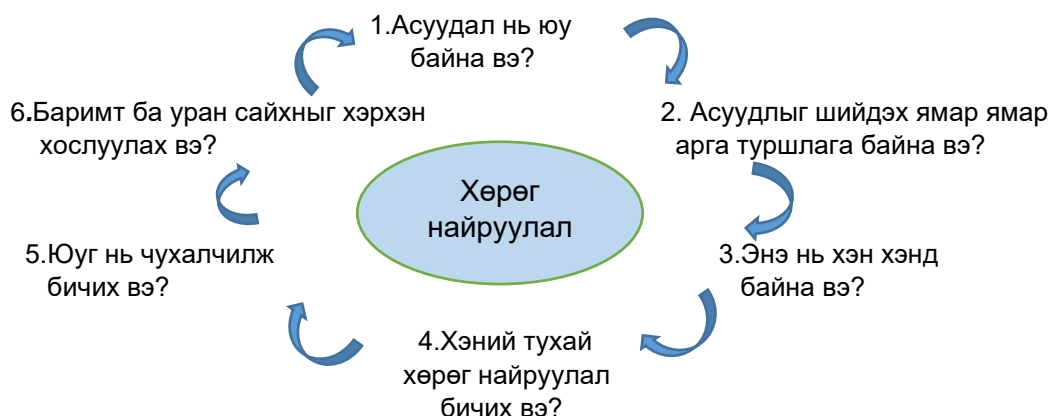 1.Асуудал нь юу
байна вэ?
2. Асуудлыг шийдэх ямар ямар
арга туршлага байна вэ?
3.Энэ нь хэн хэнд
байна вэ?
4.Хэний тухай
хөрөг найруулал
бичих вэ?
5.Юуг нь чухалчилж
бичих вэ?
6.Баримт ба уран сайхныг хэрхэн
хослуулах вэ?
Хөрөг
найруулал